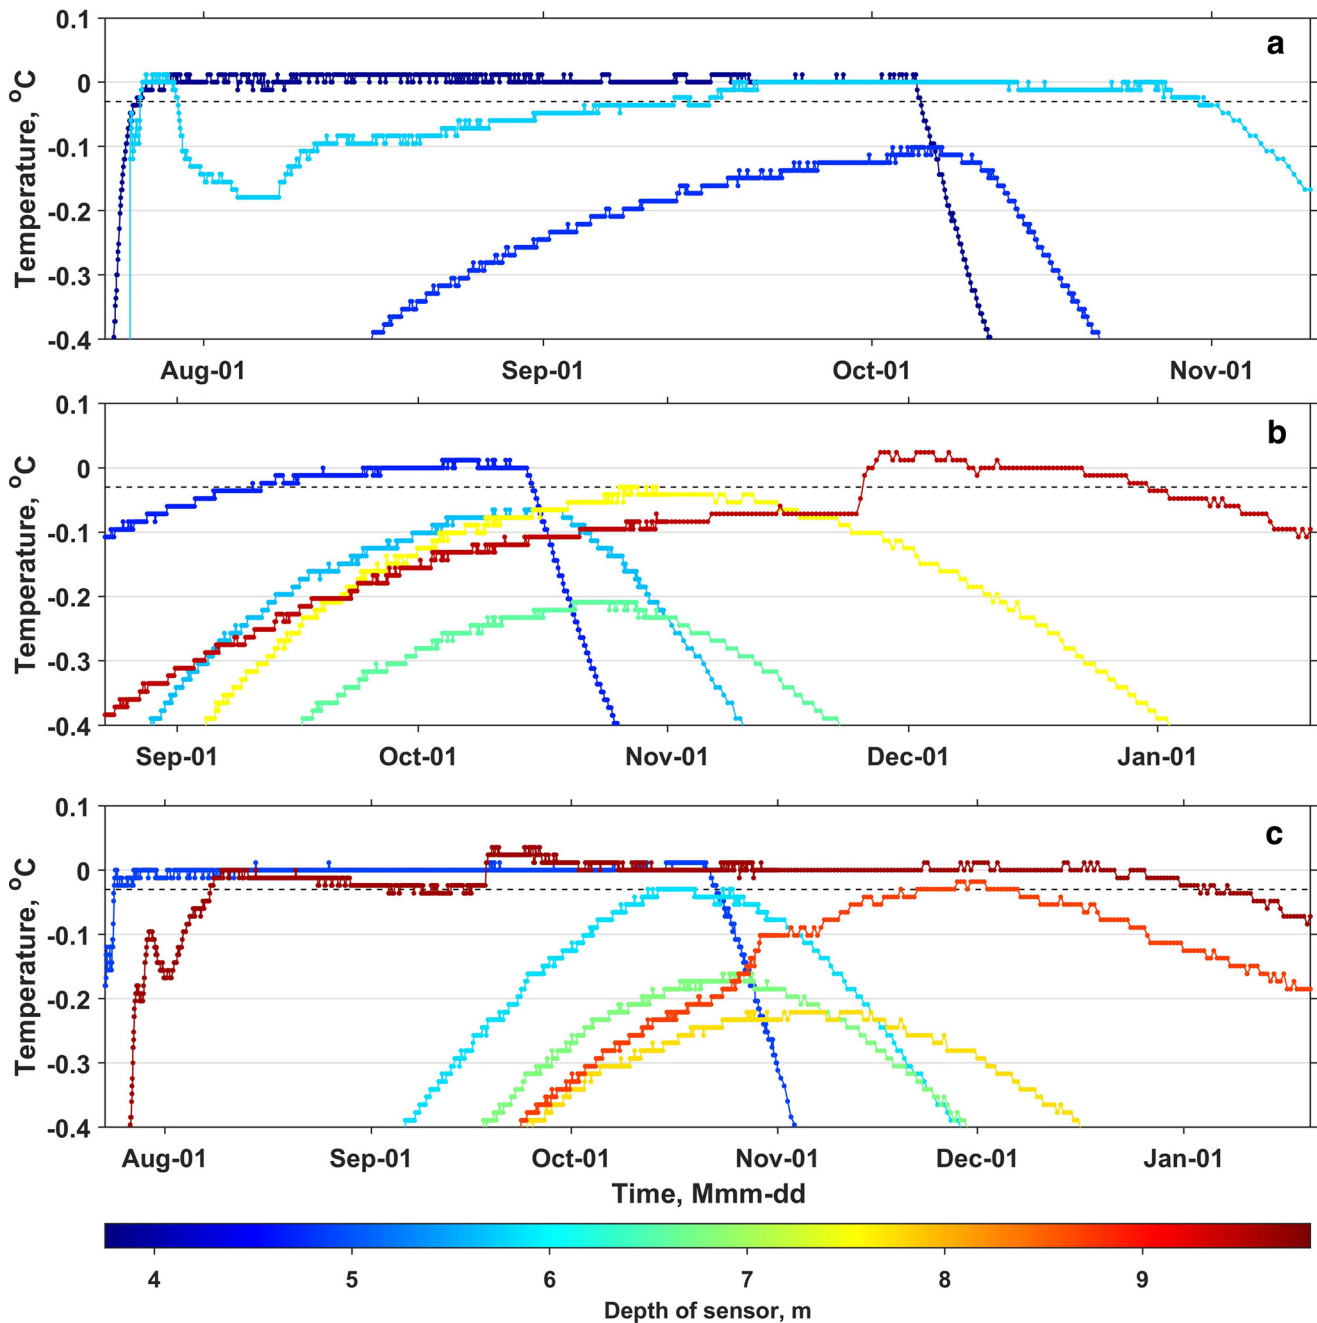 a
0.1
0
-0.1
-0.2
-0.3
-0.4
Temperature, °C
Aug-01 Sep-01 Oct-01 Nov-01
b
0.1
0
-0.1
-0.2
-0.3
-0.4
Temperature, °C
Sep-01 Oct-01 Nov-01 Dec-01 Jan-01
c
0.1
0
-0.1
-0.2
-0.3
-0.4
Temperature, °C
Aug-01 Sep-01 Oct-01 Nov-01 Dec-01 Jan-01
Time, Mmm-dd
4 5 6 7 8 9
Depth of sensor, m